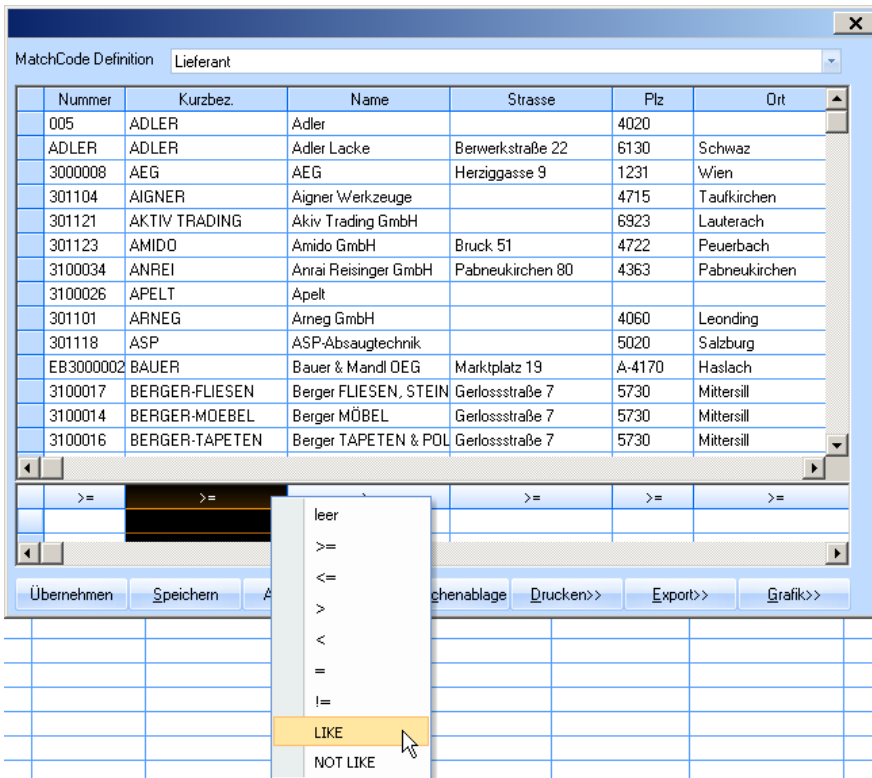 MatchCode Definition Lieferant
Nummer Kurzbez. Name Strasse Plz Ort
005 ADLER Adler 4020
ADLER ADLER Adler Lacke Berwerkstraße 22 6130 Schwaz
3000008 AEG AEG Herziggasse 9 1231 Wien
301104 AIGNER Aigner Werkzeuge 4715 Taufkirchen
301121 AKTIV TRADING Akiv Trading GmbH 6923 Lauterach
301123 AMIDO Amido GmbH Bruck 51 4722 Peuerbach
3100034 ANREI Anrai Reisinger GmbH Pabneukirchen 80 4363 Pabneukirchen
3100026 APELT Apelt
301101 ARNEG Arneg GmbH 4060 Leonding
301118 ASP ASP-Absaugtechnik 5020 Salzburg
EB3000002 BAUER Bauer & Mandl OEG Marktplatz 19 A-4170 Haslach
3100017 BERGER-FLIESEN Berger FLIESEN, STEIN Gerlossstraße 7 5730 Mittersill
3100014 BERGER-MOEBEL Berger MÖBEL Gerlossstraße 7 5730 Mittersill
3100016 BERGER-TAPETEN Berger TAPETEN & POL Gerlossstraße 7 5730 Mittersill
>= >= >= >= >=
leer
>=
<=
>
<
=
!=
LIKE
NOT LIKE
Übernehmen Speichern A chenablage Drucken>> Export>> Grafik>>